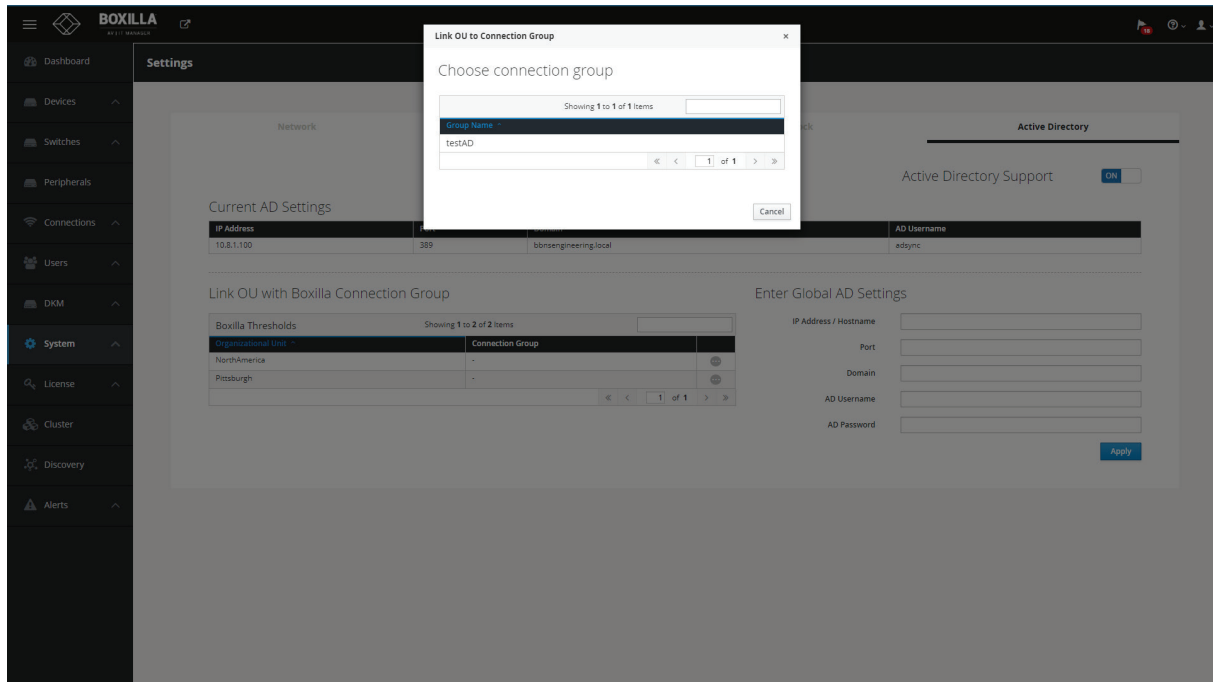 BOXILLA
AV/IT MANAGER
18
Dashboard
Devices
Switches
Peripherals
Connections
Users
DKM
System
License
Cluster
Discovery
Alerts
Settings
Link OU to Connection Group ×
Choose connection group
Showing 1 to 1 of 1 Items
Group Name
testAD
1 of 1
Cancel
Network
Active Directory
Active Directory Support ON
Current AD Settings
IP Address AD Username
10.8.1.100 389 bbnsengineering.local adsync
Link OU with Boxilla Connection Group
Boxilla Thresholds Showing 1 to 2 of 2 Items
Organizational Unit Connection Group
NorthAmerica -
Pittsburgh -
1 of 1
Enter Global AD Settings
IP Address / Hostname
Port
Domain
AD Username
AD Password
Apply